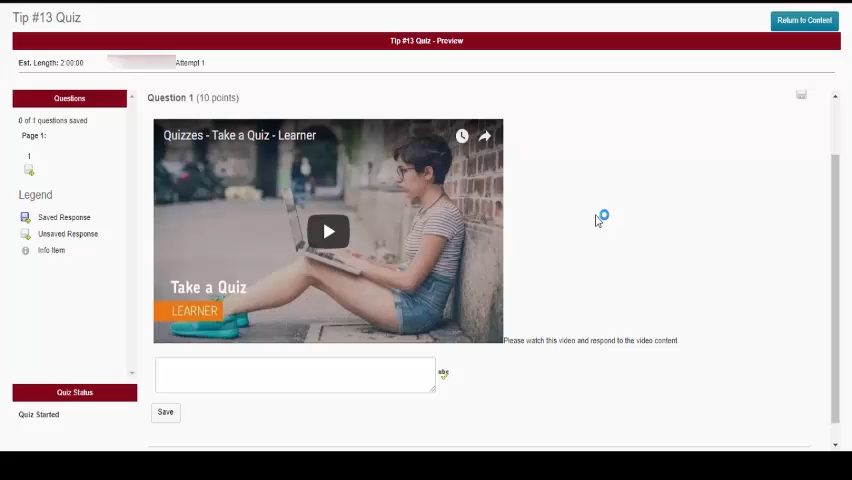 Tip #13 Quiz
Return to Content
Tip #13 Quiz - Preview
Est. Length: 2:00:00
Attempt 1
Questions
0 of 1 questions saved
Page 1:
1
Legend
Saved Response
Unsaved Response
Info Item
Quiz Status
Quiz Started
Question 1 (10 points)
Quizzes - Take a Quiz - Learner
Take a Quiz
LEARNER
Please watch this video and respond to the video content
abc
Save